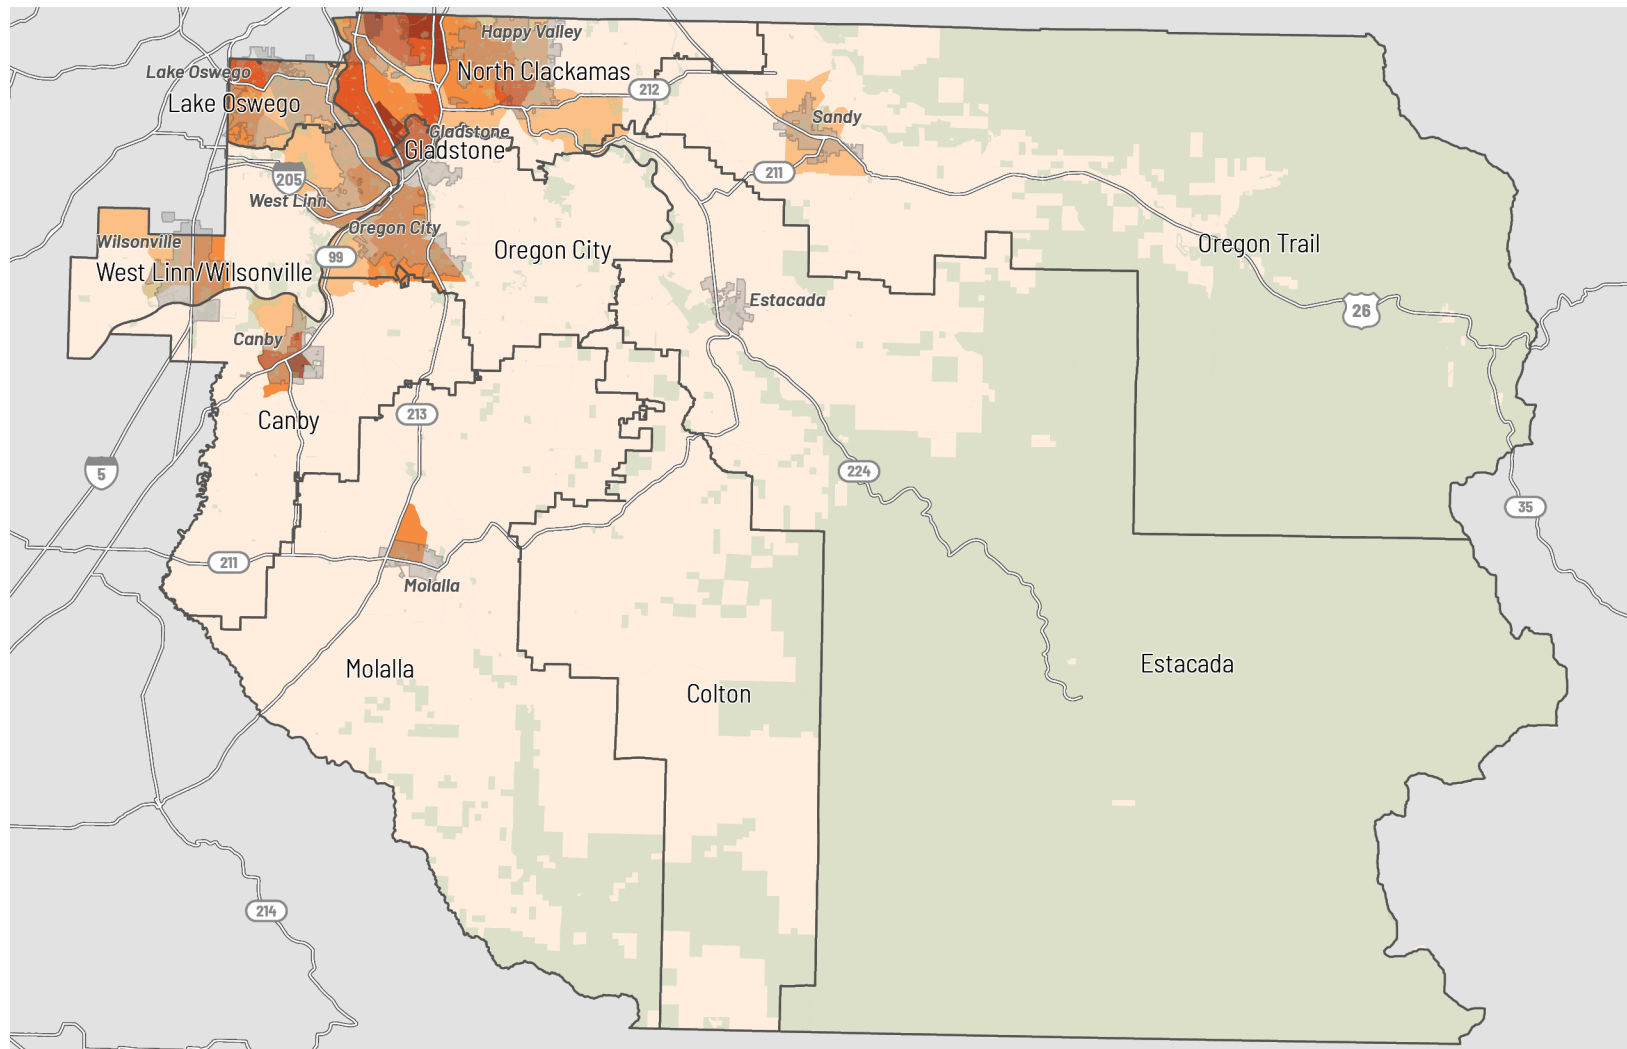 Happy Valley
Lake Oswego
North Clackamas
212
Lake Oswego
Sandy
Gladstone
Gladstone
211
205
West Linn
Oregon City
Wilsonville
Oregon City
Oregon Trail
99
West Linn/Wilsonville
Estacada
26
Canby
Canby
213
5
224
35
211
Molalla
Molalla
Estacada
Colton
214